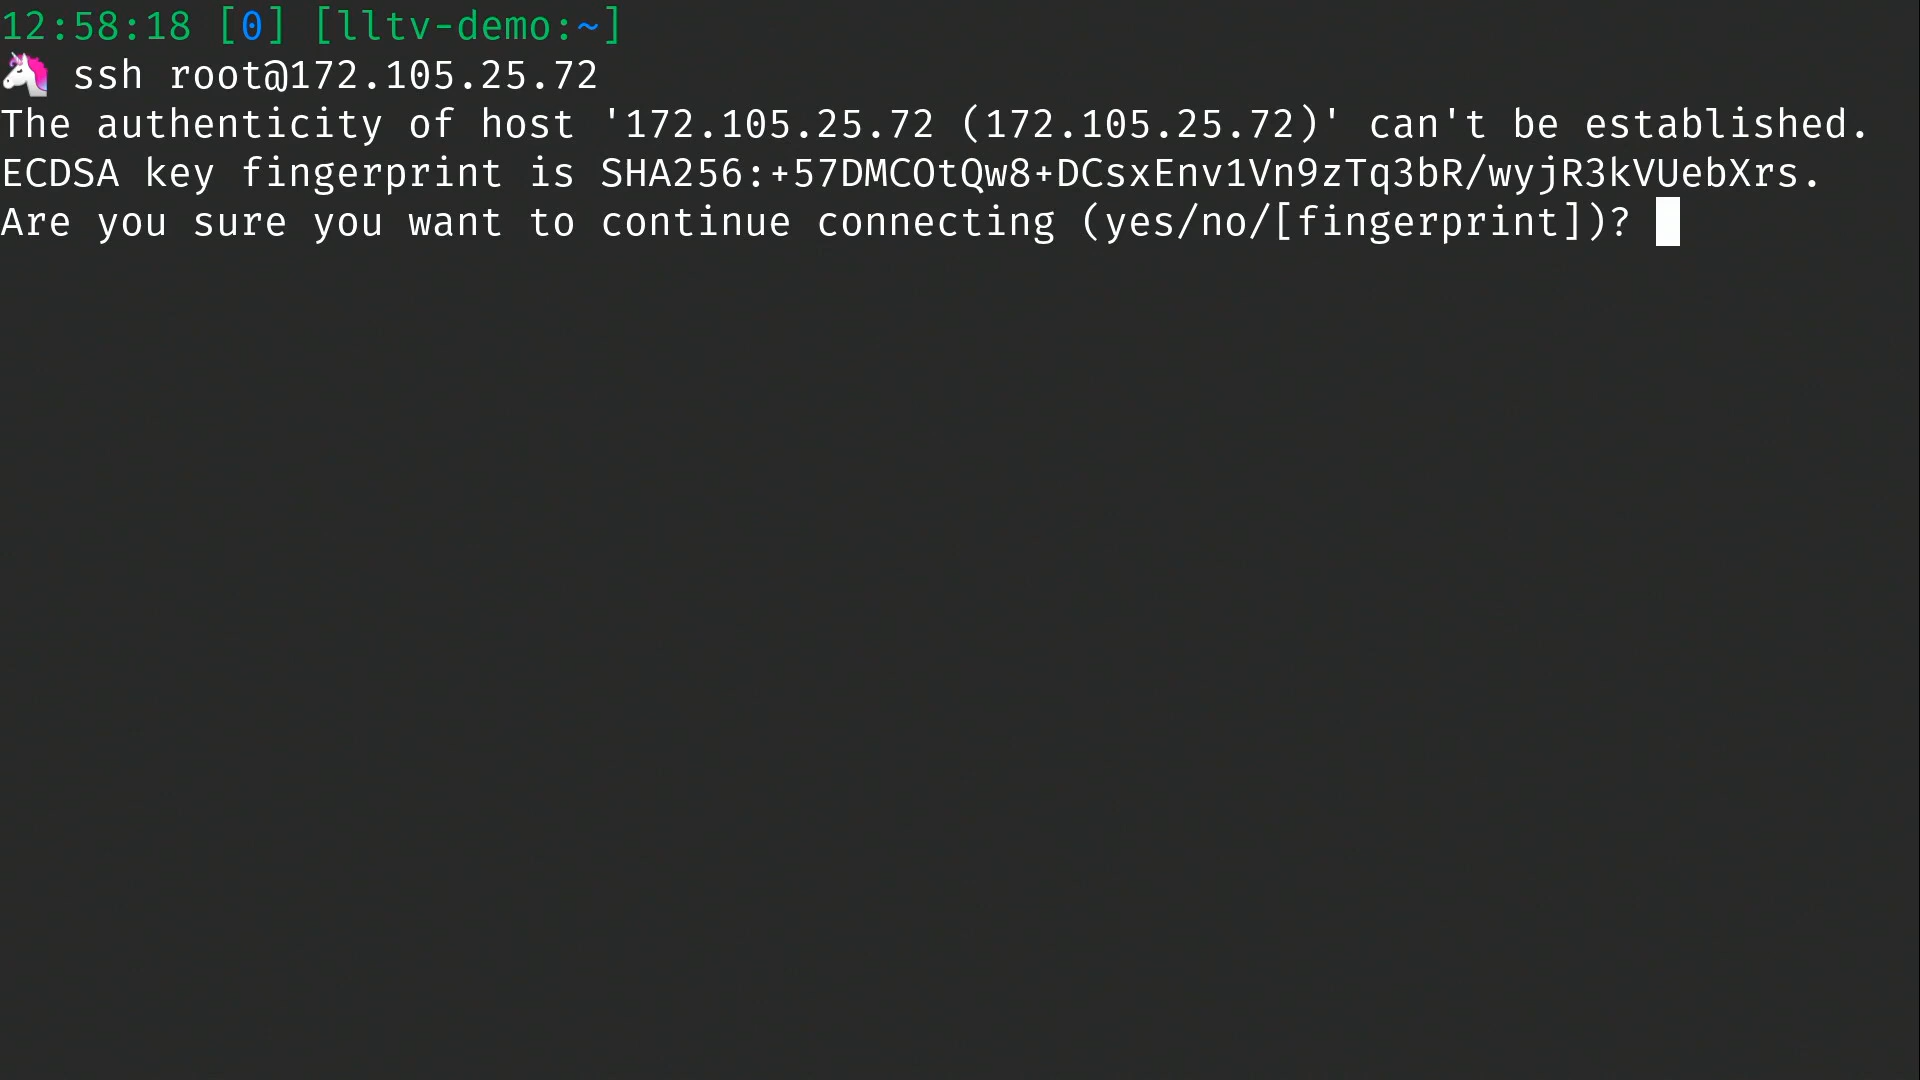 12:58:18 [0] [lltv-demo:~]
🦄 ssh root@172.105.25.72
The authenticity of host '172.105.25.72 (172.105.25.72)' can't be established.
ECDSA key fingerprint is SHA256:+57DMCOtQw8+DCsxEnv1Vn9zTq3bR/wyjR3kVUebXrs.
Are you sure you want to continue connecting (yes/no/[fingerprint])?